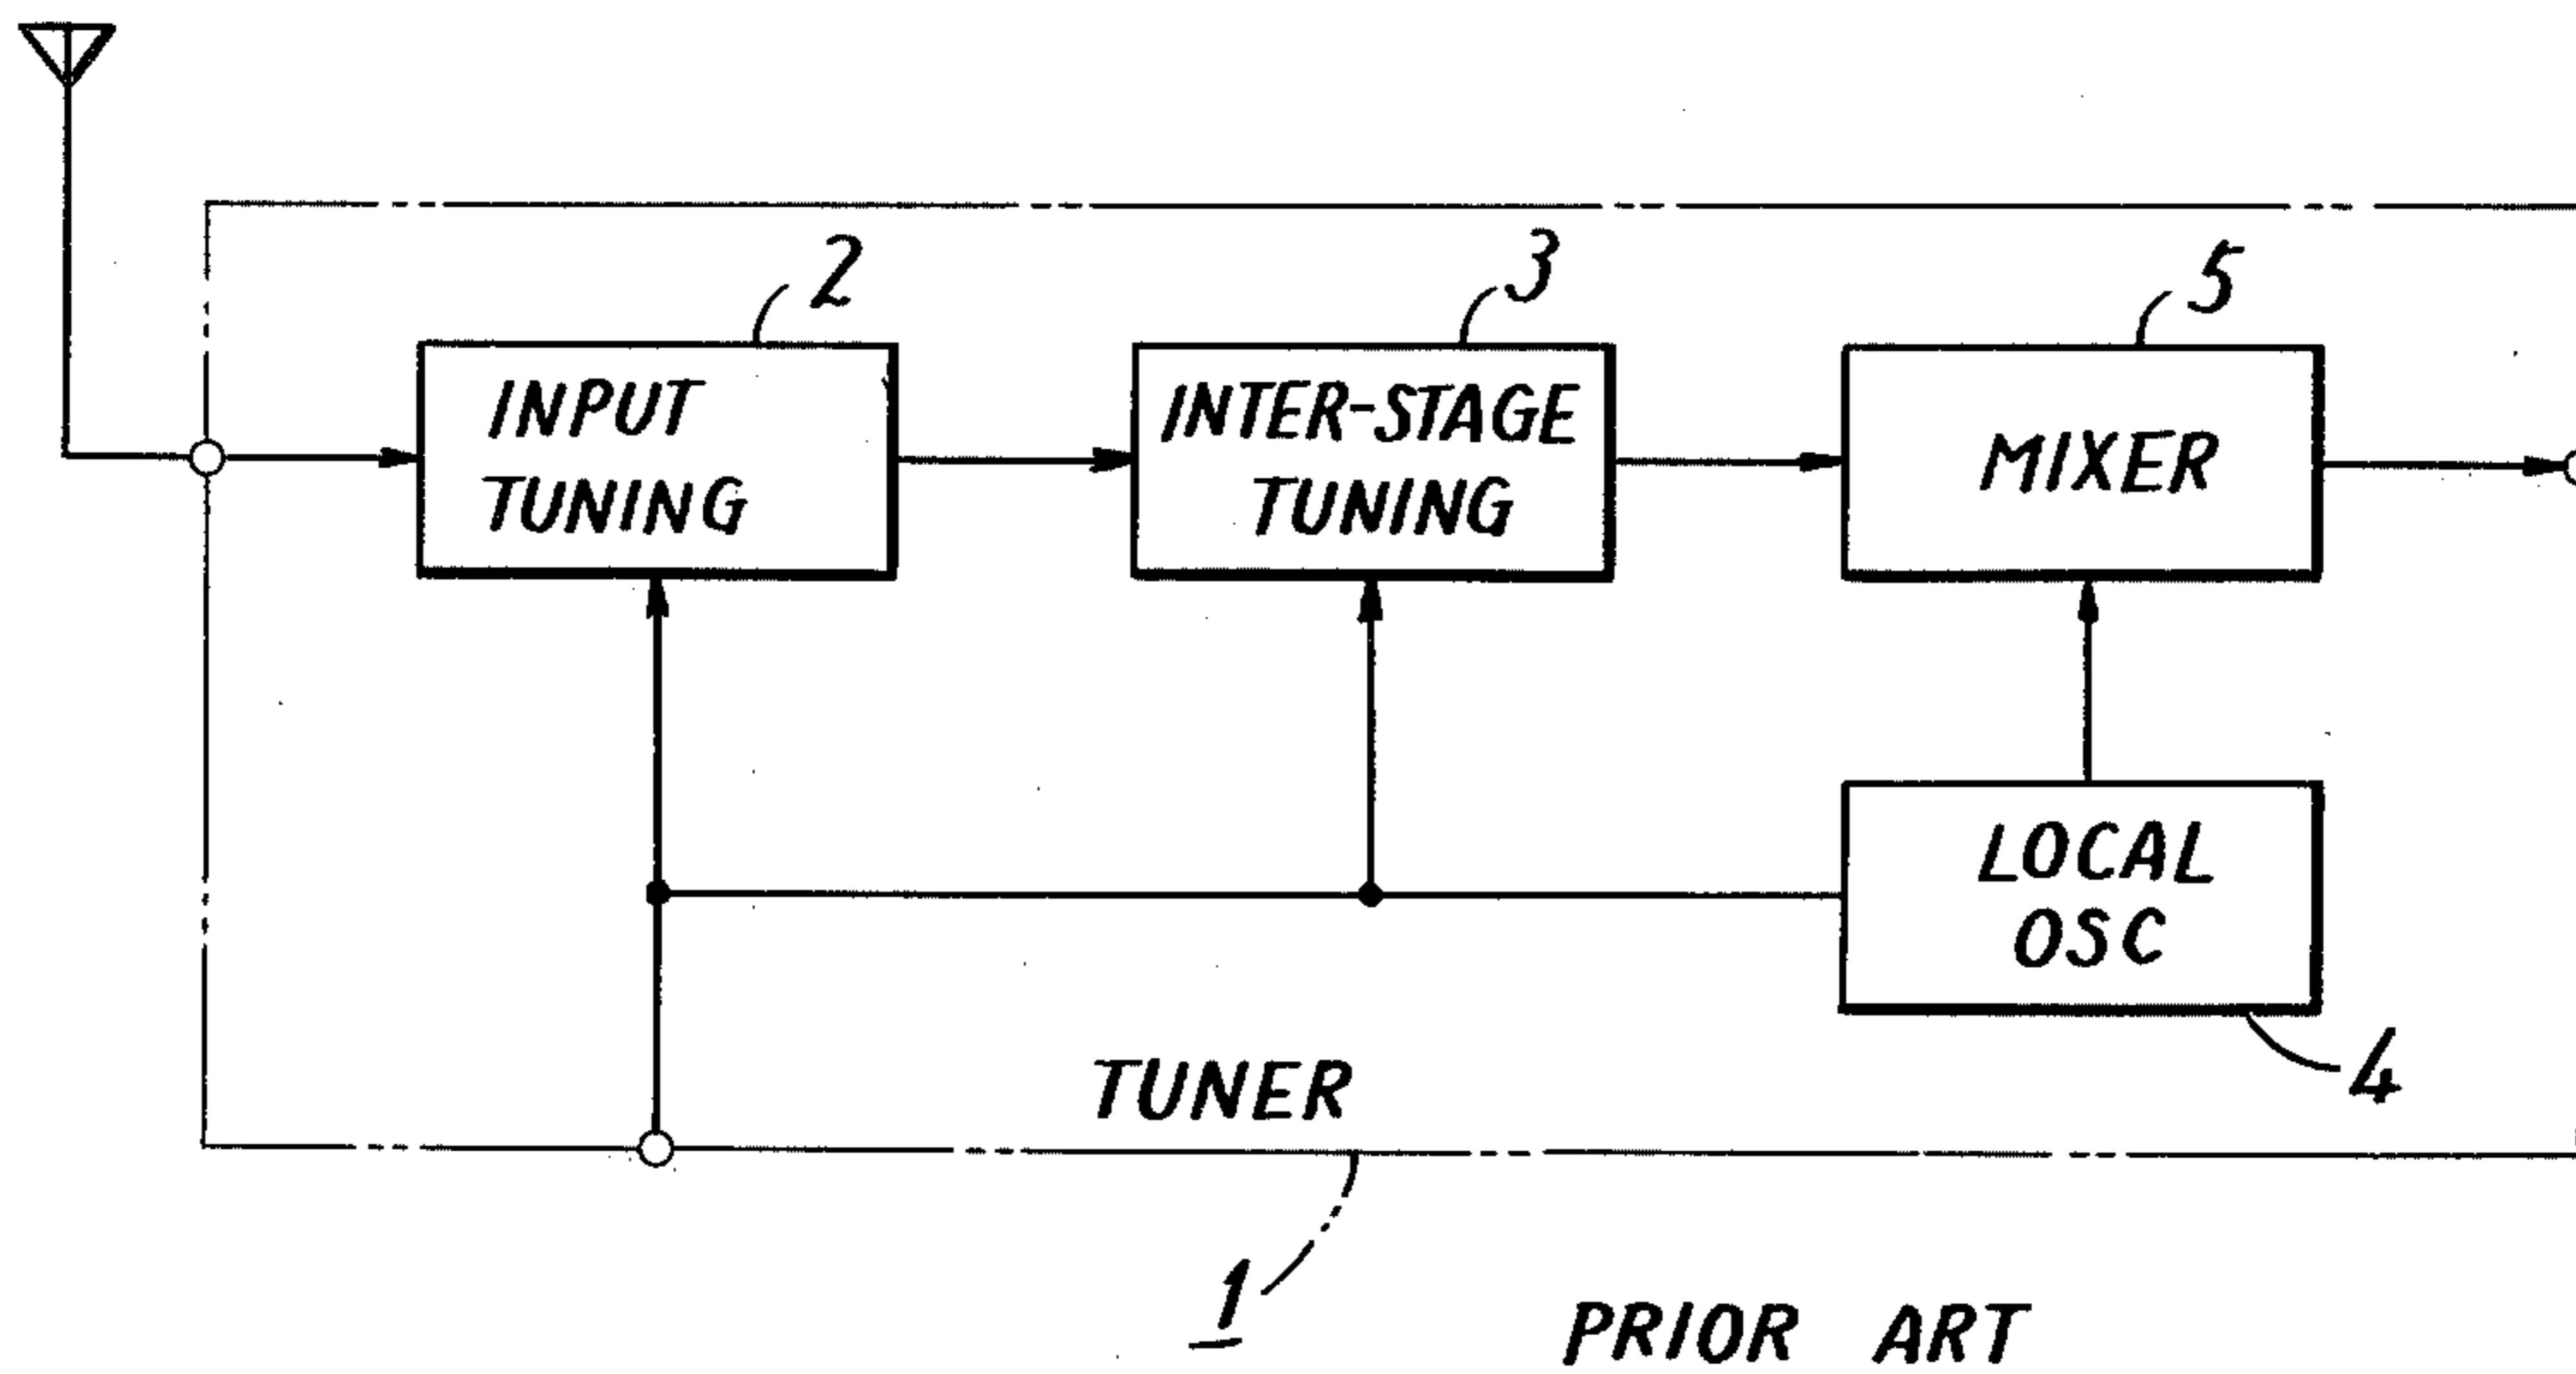 2
3
5
INPUT
TUNING
INTER-STAGE
TUNING
MIXER
LOCAL
OSC
4
TUNER
1
PRIOR ART